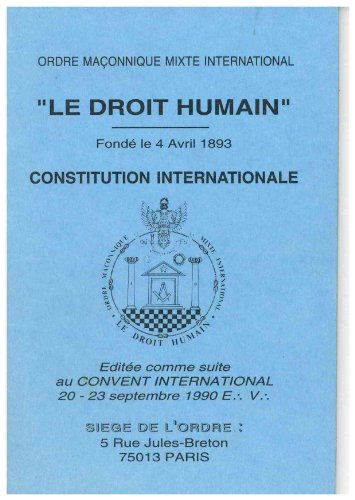 ORDRE MAÇONNIQUE MIXTE INTERNATIONAL
"LE DROIT HUMAIN"
Fondé le 4 Avril 1893
CONSTITUTION INTERNATIONALE
ORDRE MAÇONNIQUE MIXTE INTERNATIONAL
• LE DROIT HUMAIN •
Editée comme suite
au CONVENT INTERNATIONAL
20 - 23 septembre 1990 E∴ V∴
SIEGE DE L'ORDRE :
5 Rue Jules-Breton
75013 PARIS